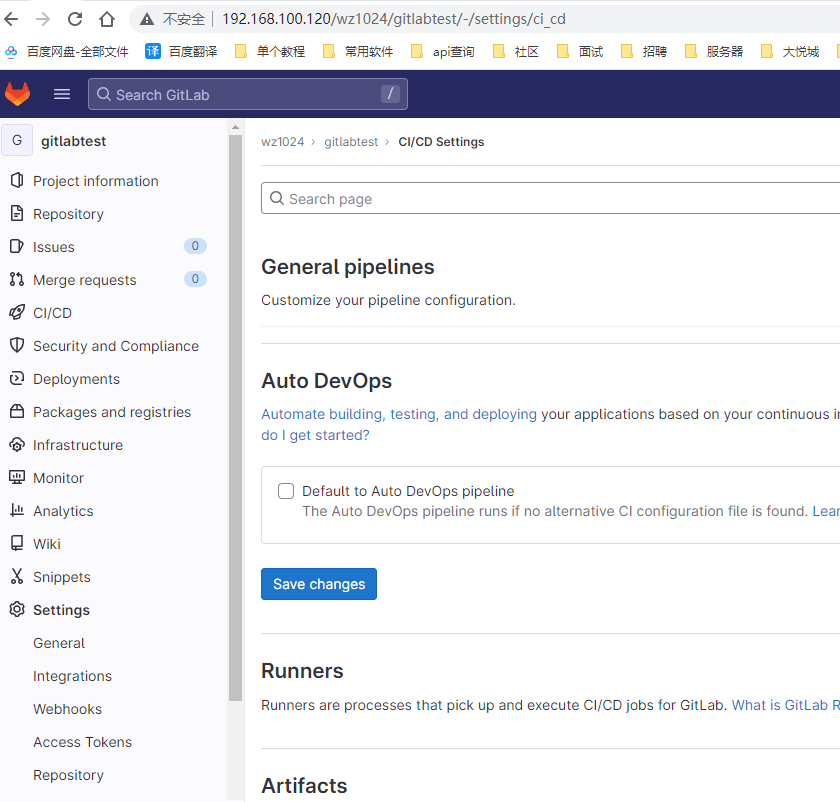 不安全 192.168.100.120/wz1024/gitlabtest/-/settings/ci_cd
百度网盘-全部文件 译 百度翻译 单个教程 常用软件 api查询 社区 面试 招聘 服务器 大悦城
Search GitLab /
G gitlabtest
Project information
Repository
Issues 0
Merge requests 0
CI/CD
Security and Compliance
Deployments
Packages and registries
Infrastructure
Monitor
Analytics
Wiki
Snippets
Settings
General
Integrations
Webhooks
Access Tokens
Repository
wz1024 › gitlabtest › CI/CD Settings
Search page
General pipelines
Customize your pipeline configuration.
Auto DevOps
Automate building, testing, and deploying your applications based on your continuous
do I get started?
Default to Auto DevOps pipeline
The Auto DevOps pipeline runs if no alternative CI configuration file is found.
Save changes
Runners
Runners are processes that pick up and execute CI/CD jobs for GitLab. What is GitLab
Artifacts